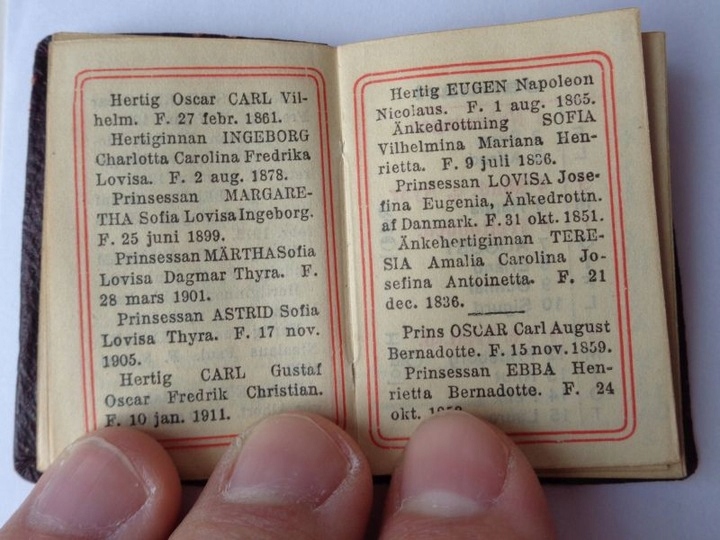 Hertig Oscar CARL Vil-
helm. F. 27 febr. 1861.
Hertiginnan INGEBORG
Charlotta Carolina Fredrika
Lovisa. F. 2 aug. 1878.
Prinsessan MARGARE-
THA Sofia Lovisa Ingeborg.
F. 25 juni 1899.
Prinsessan MÄRTHA Sofia
Lovisa Dagmar Thyra. F.
28 mars 1901.
Prinsessan ASTRID Sofia
Lovisa Thyra. F. 17 nov.
1905.
Hertig CARL Gustaf
Oscar Fredrik Christian.
F. 10 jan. 1911.
Hertig EUGEN Napoleon
Nicolaus. F. 1 aug. 1865.
Änkedrottning SOFIA
Vilhelmina Mariana Hen-
rietta. F. 9 juli 1836.
Prinsessan LOVISA Jose-
fina Eugenia, Änkedrottn.
af Danmark. F. 31 okt. 1851.
Änkehertiginnan TERE-
SIA Amalia Carolina Jo-
sefina Antoinetta. F. 21
dec. 1836.
Prins OSCAR Carl August
Bernadotte. F. 15 nov. 1859.
Prinsessan EBBA Hen-
rietta Bernadotte. F. 24
okt. 1858.